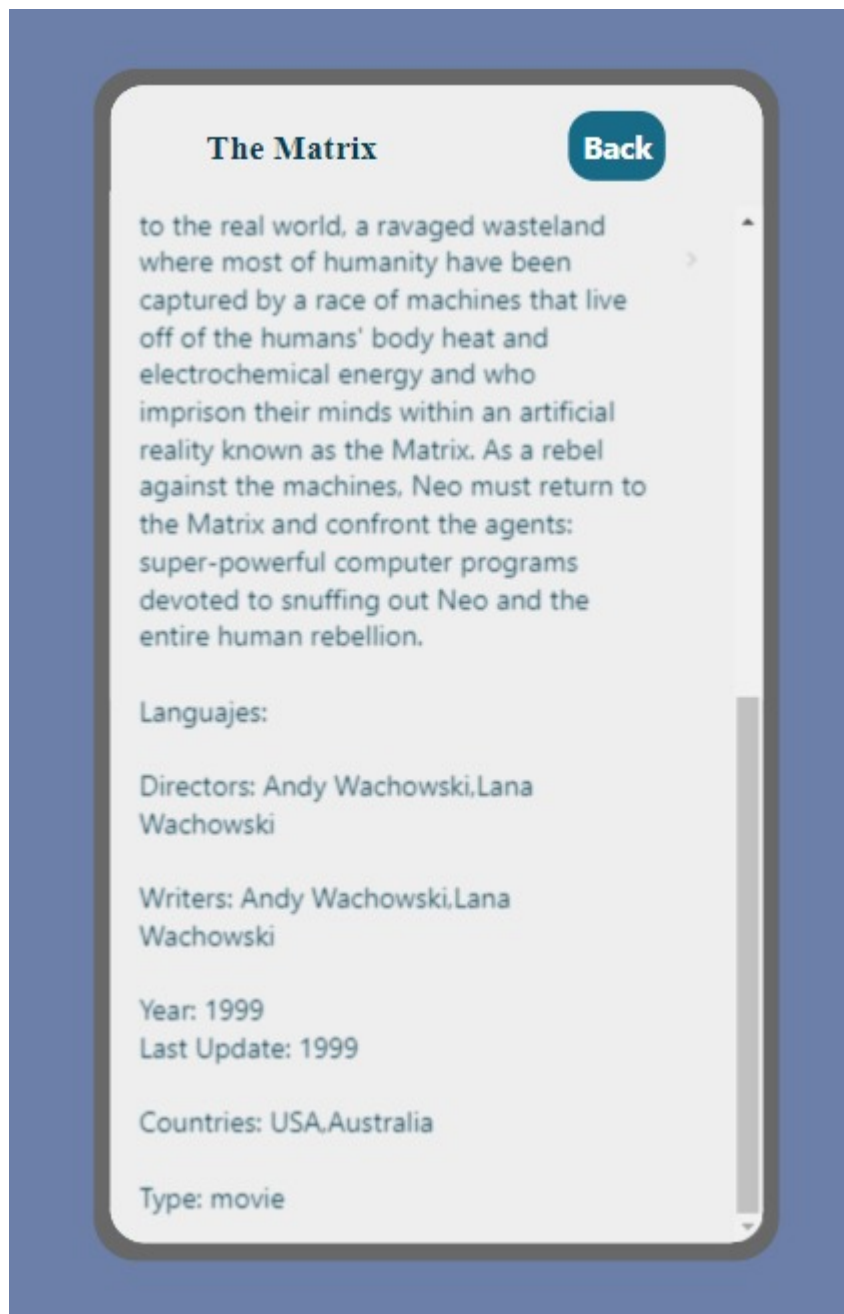 The Matrix
Back
to the real world, a ravaged wasteland
where most of humanity have been
captured by a race of machines that live
off of the humans' body heat and
electrochemical energy and who
imprison their minds within an artificial
reality known as the Matrix. As a rebel
against the machines, Neo must return to
the Matrix and confront the agents:
super-powerful computer programs
devoted to snuffing out Neo and the
entire human rebellion.
Languajes:
Directors: Andy Wachowski,Lana
Wachowski
Writers: Andy Wachowski,Lana
Wachowski
Year: 1999
Last Update: 1999
Countries: USA,Australia
Type: movie